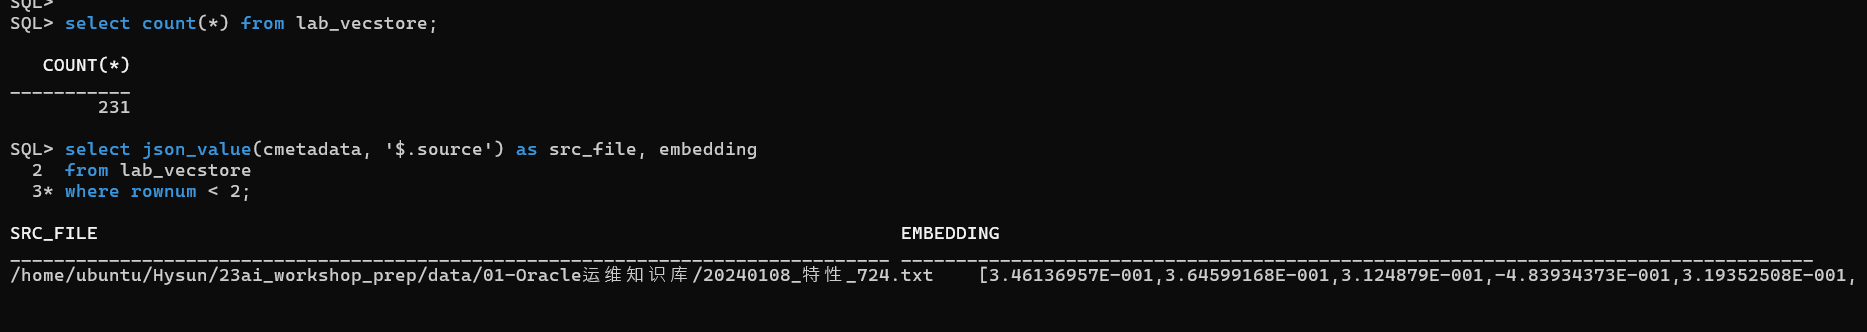 SQL>
SQL> select count(*) from lab_vecstore;
COUNT(*)
___________
231
SQL> select json_value(cmetadata, '$.source') as src_file, embedding
2 from lab_vecstore
3* where rownum < 2;
SRC_FILE EMBEDDING
________________________________________________________________________________ ___________________________________________________________________________________
/home/ubuntu/Hysun/23ai_workshop_prep/data/01-Oracle运维知识库/20240108_特性_724.txt [3.46136957E-001,3.64599168E-001,3.124879E-001,-4.83934373E-001,3.19352508E-001,